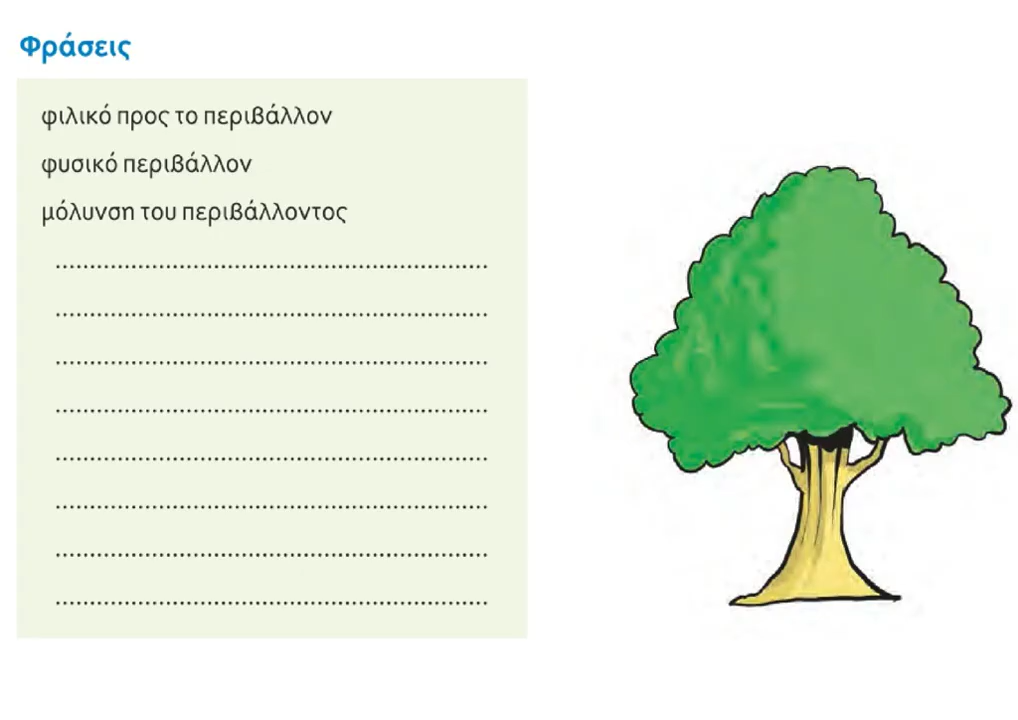 Φράσεις
φιλικό προς το περιβάλλον
φυσικό περιβάλλον
μόλυνση του περιβάλλοντος